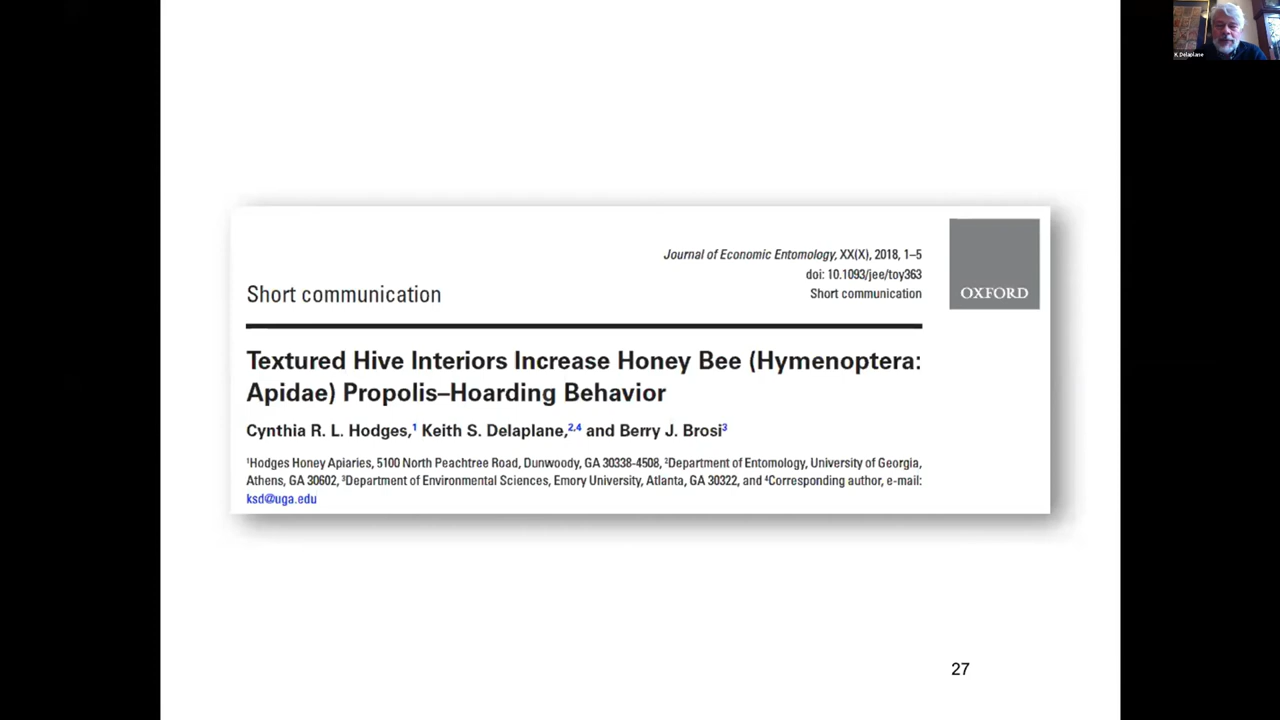 K.Delaplane
Journal of Economic Entomology, XX(X), 2018, 1–5
doi: 10.1093/jee/toy363
Short communication
OXFORD
Short communication
Textured Hive Interiors Increase Honey Bee (Hymenoptera:
Apidae) Propolis–Hoarding Behavior
Cynthia R. L. Hodges,1 Keith S. Delaplane,2,4 and Berry J. Brosi3
1Hodges Honey Apiaries, 5100 North Peachtree Road, Dunwoody, GA 30338-4508, 2Department of Entomology, University of Georgia,
Athens, GA 30602, 3Department of Environmental Sciences, Emory University, Atlanta, GA 30322, and 4Corresponding author, e-mail:
ksd@uga.edu
27